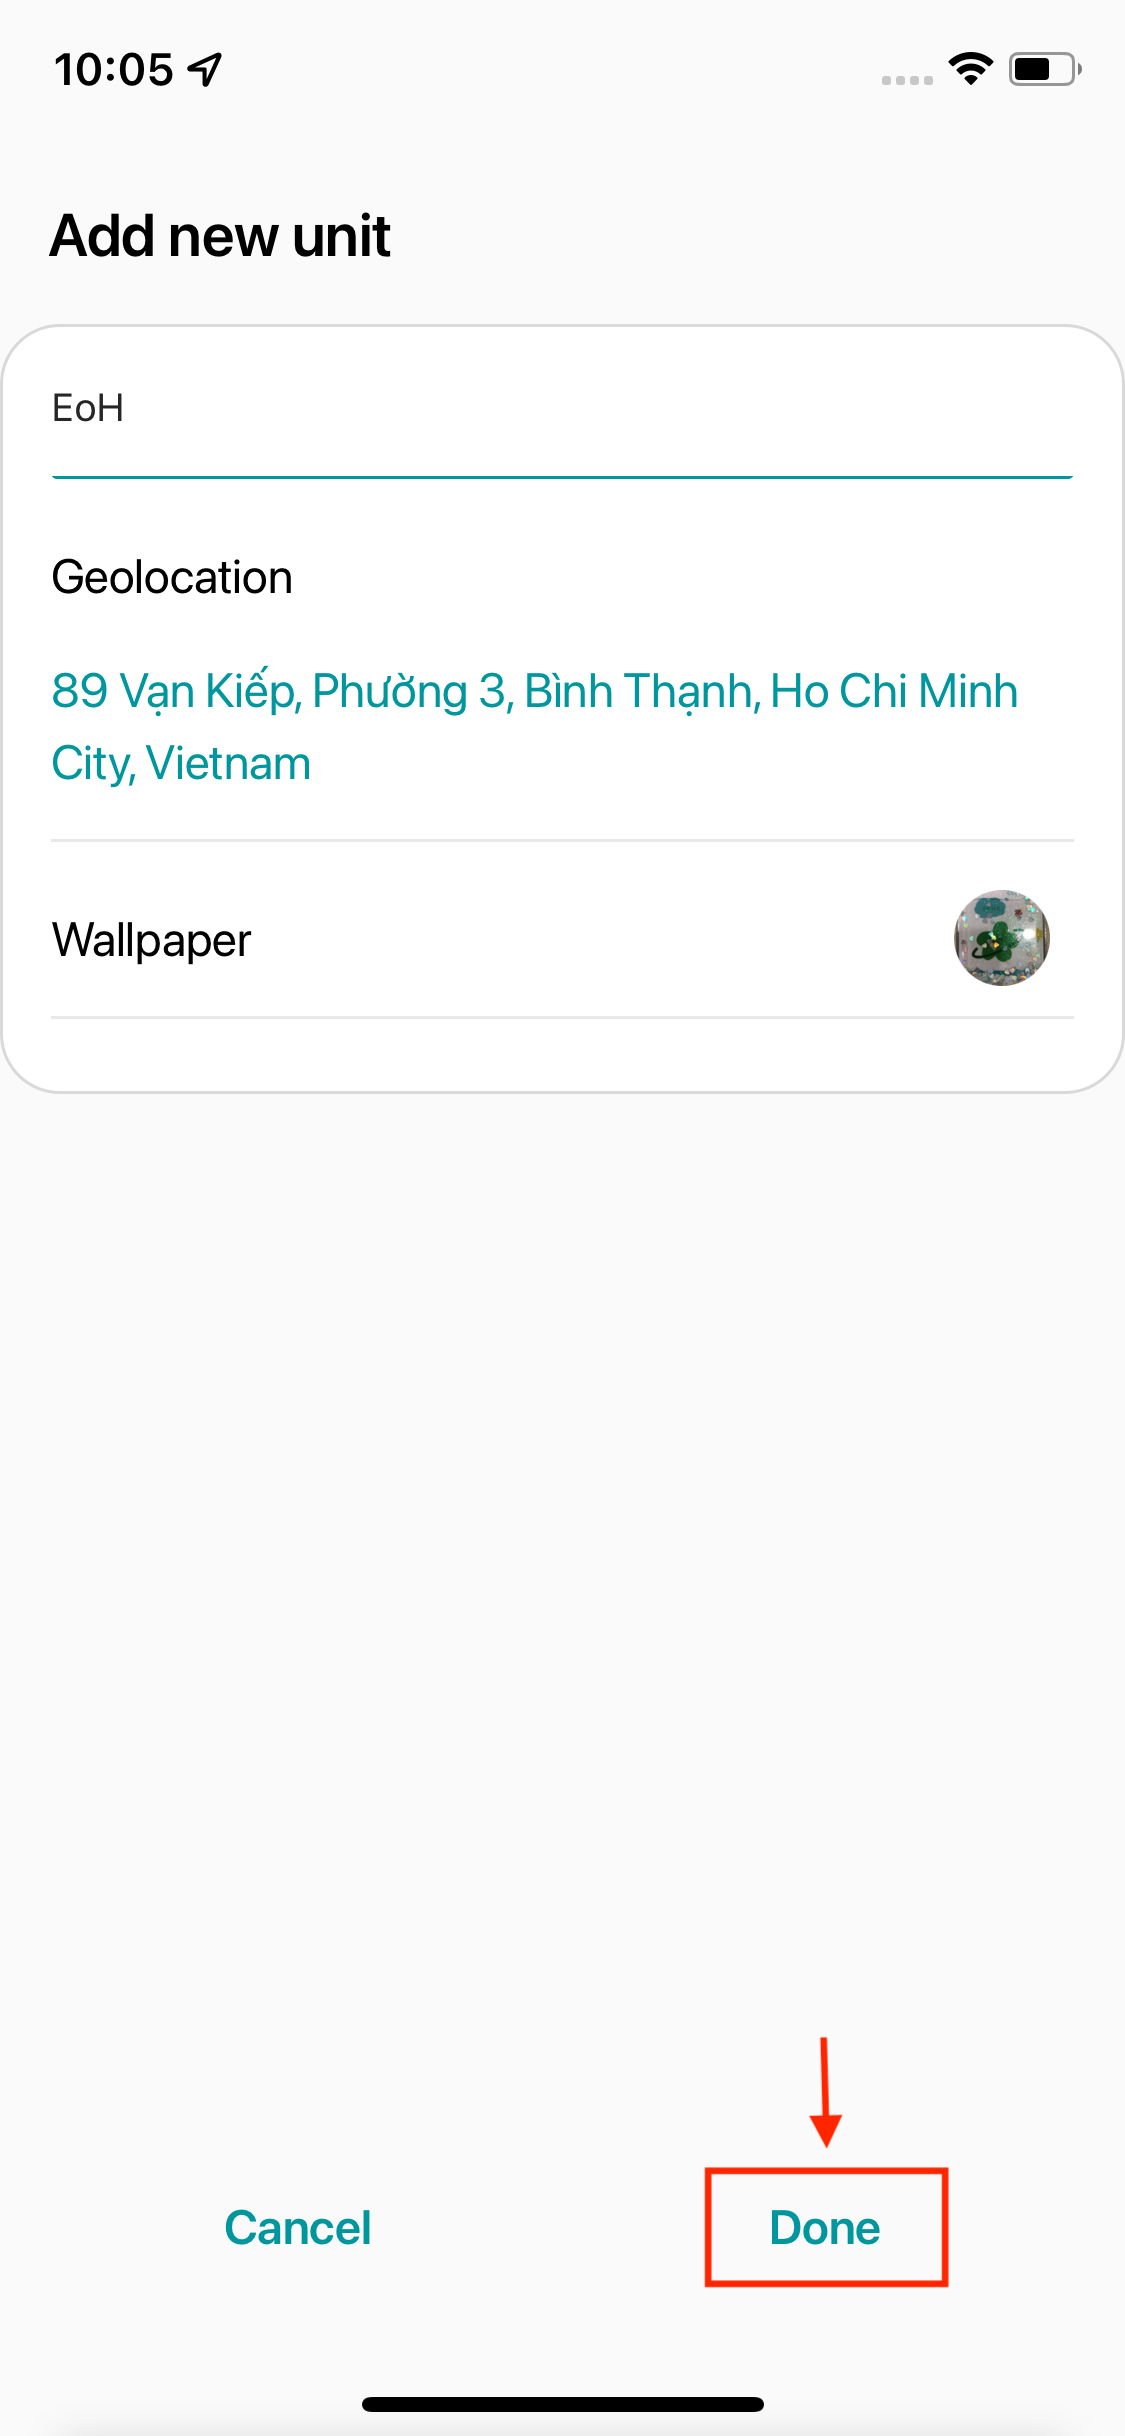 10:05
Add new unit
EoH
Geolocation
89 Vạn Kiếp, Phường 3, Bình Thạnh, Ho Chi Minh
City, Vietnam
Wallpaper
Cancel
Done